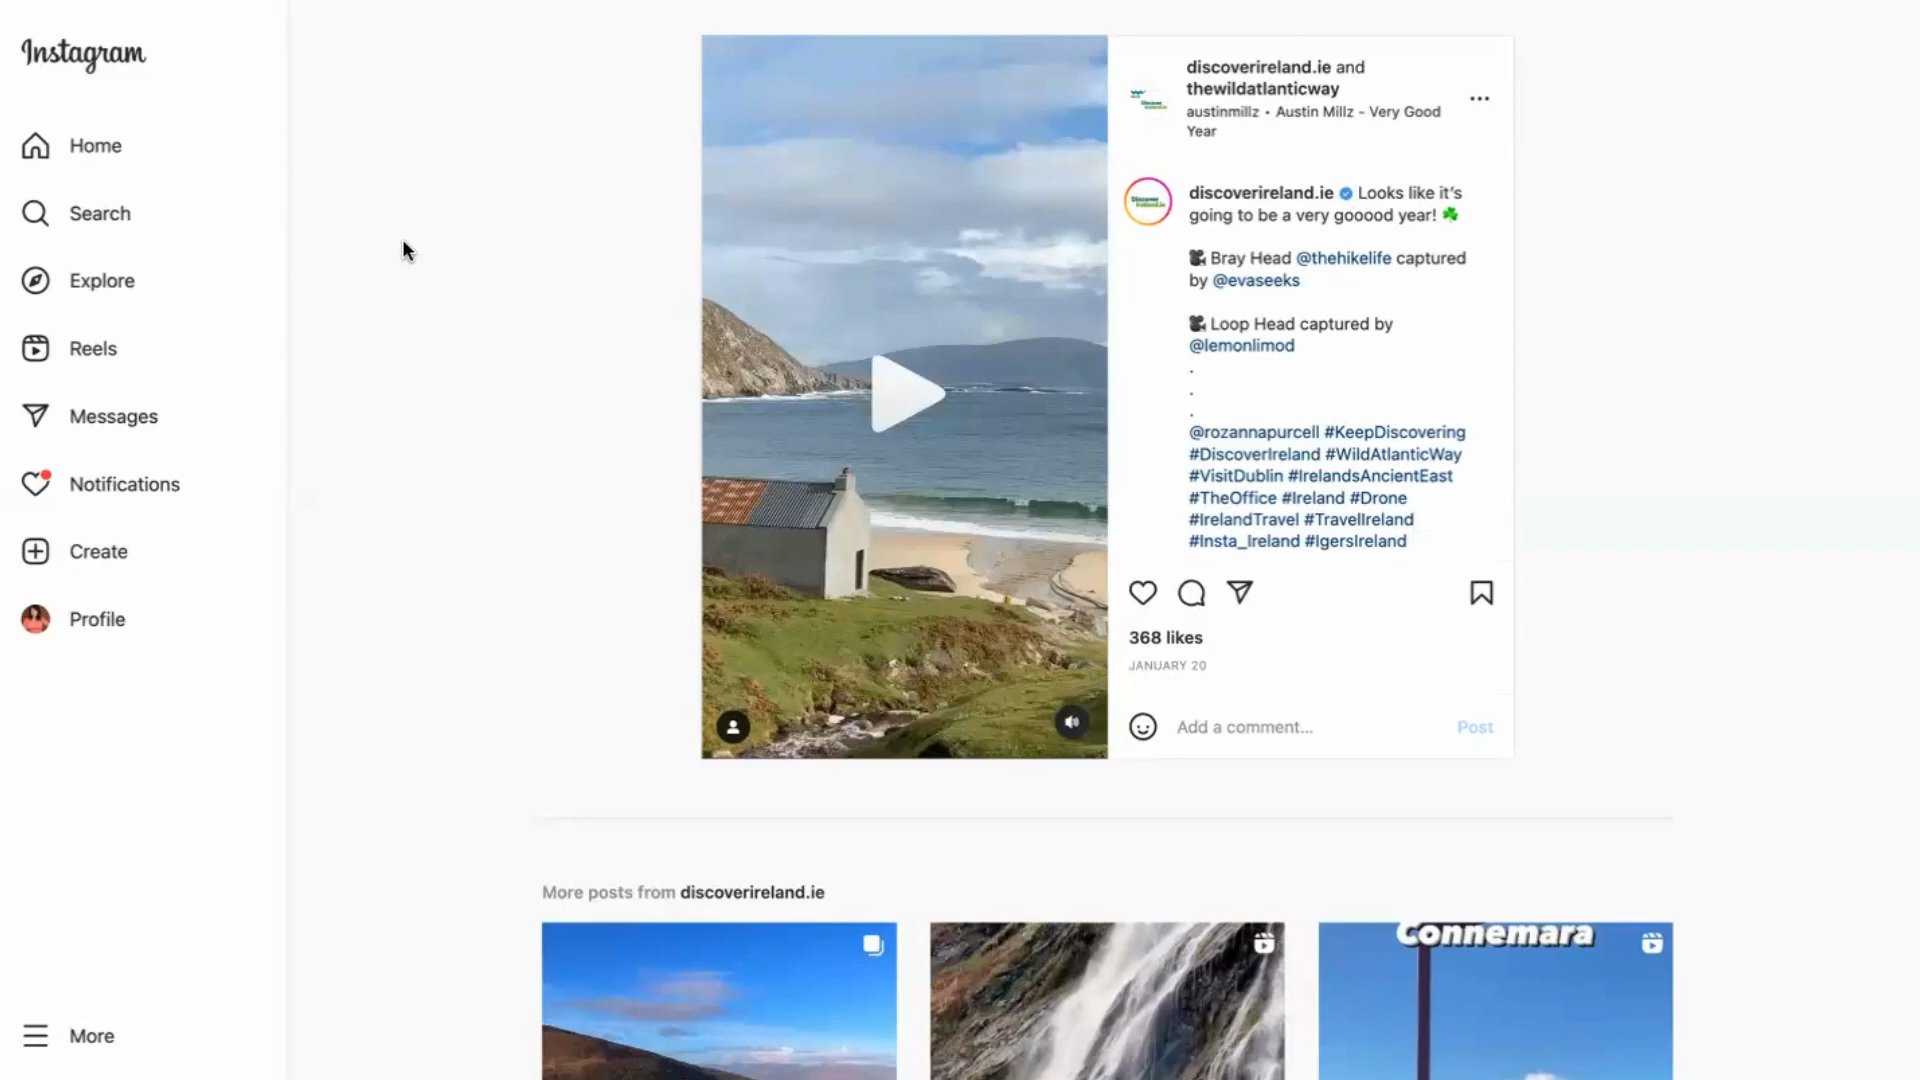 Instagram
Home
Search
Explore
Reels
Messages
Notifications
Create
Profile
More
discoverireland.ie and
thewildatlanticway
austinmillz • Austin Millz - Very Good
Year
discoverireland.ie Looks like it's
going to be a very gooood year! ☘️
🎥 Bray Head @thehikelife captured
by @evaseeks
🎥 Loop Head captured by
@lemonlimod
.
.
.
@rozannapurcell #KeepDiscovering
#DiscoverIreland #WildAtlanticWay
#VisitDublin #IrelandsAncientEast
#TheOffice #Ireland #Drone
#IrelandTravel #TravelIreland
#Insta_Ireland #IgersIreland
368 likes
JANUARY 20
Add a comment...
Post
More posts from discoverireland.ie
Connemara